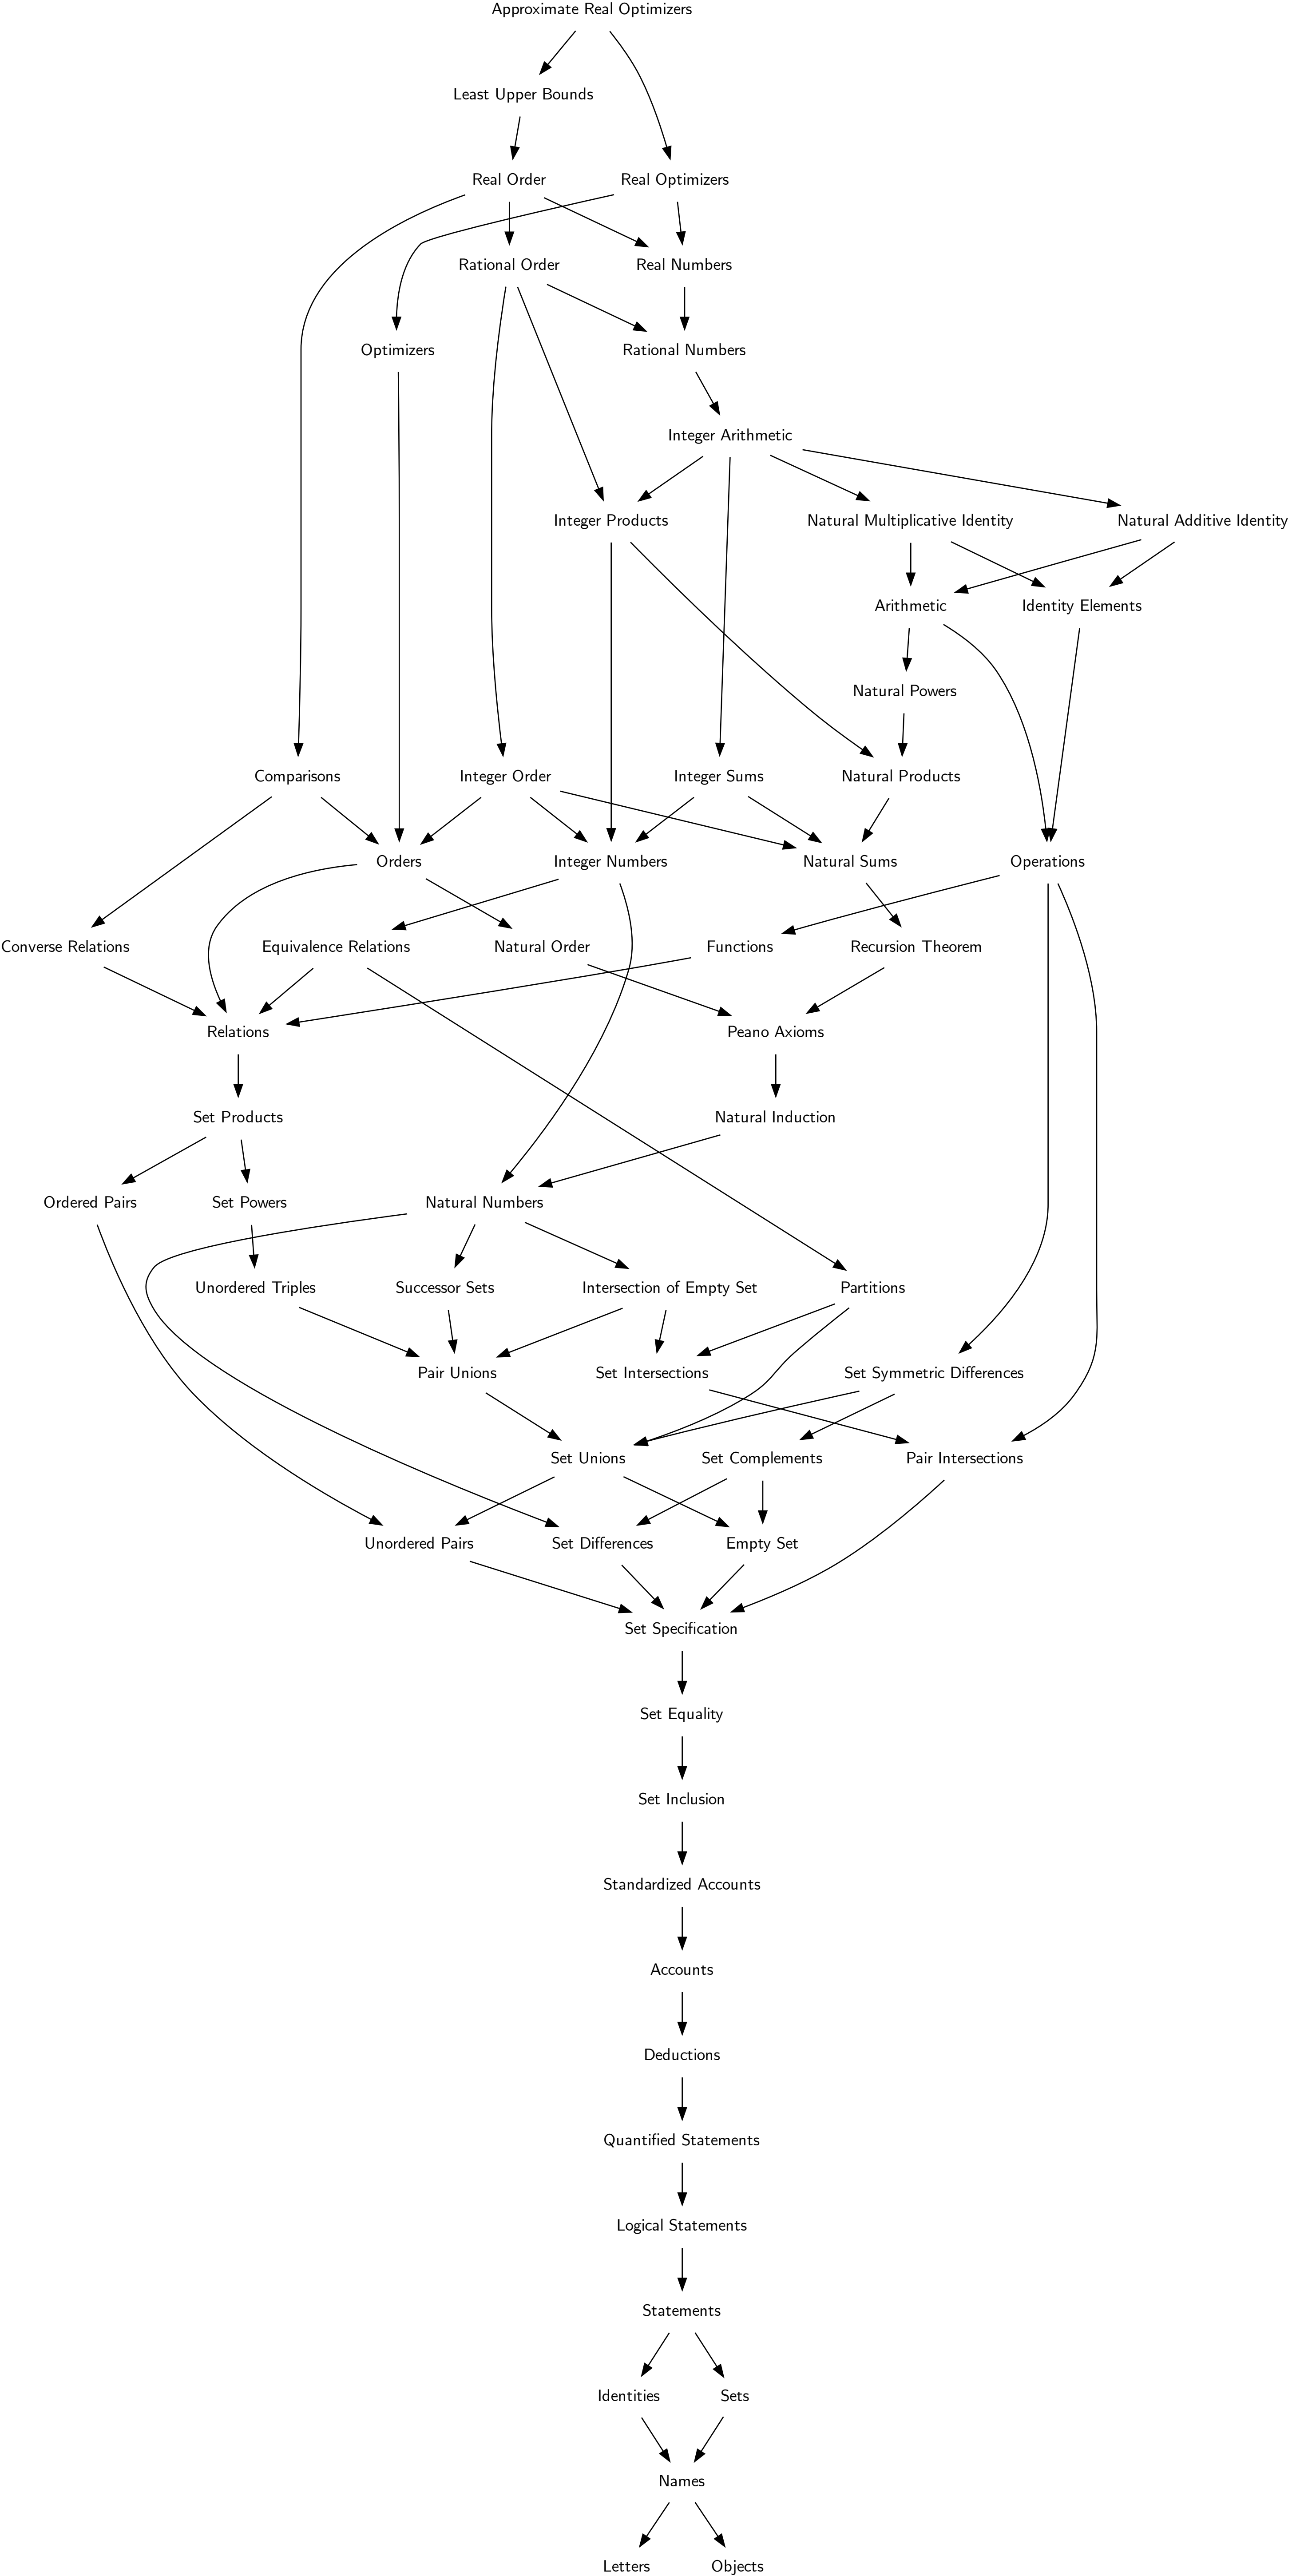 Approximate Real Optimizers
Least Upper Bounds
Real Order
Real Optimizers
Rational Order
Real Numbers
Optimizers
Rational Numbers
Integer Arithmetic
Integer Products
Natural Multiplicative Identity
Natural Additive Identity
Arithmetic
Identity Elements
Natural Powers
Comparisons
Integer Order
Integer Sums
Natural Products
Orders
Integer Numbers
Natural Sums
Operations
Converse Relations
Equivalence Relations
Natural Order
Functions
Recursion Theorem
Relations
Peano Axioms
Set Products
Natural Induction
Ordered Pairs
Set Powers
Natural Numbers
Unordered Triples
Successor Sets
Intersection of Empty Set
Partitions
Pair Unions
Set Intersections
Set Symmetric Differences
Set Unions
Set Complements
Pair Intersections
Unordered Pairs
Set Differences
Empty Set
Set Specification
Set Equality
Set Inclusion
Standardized Accounts
Accounts
Deductions
Quantified Statements
Logical Statements
Statements
Identities
Sets
Names
Letters
Objects